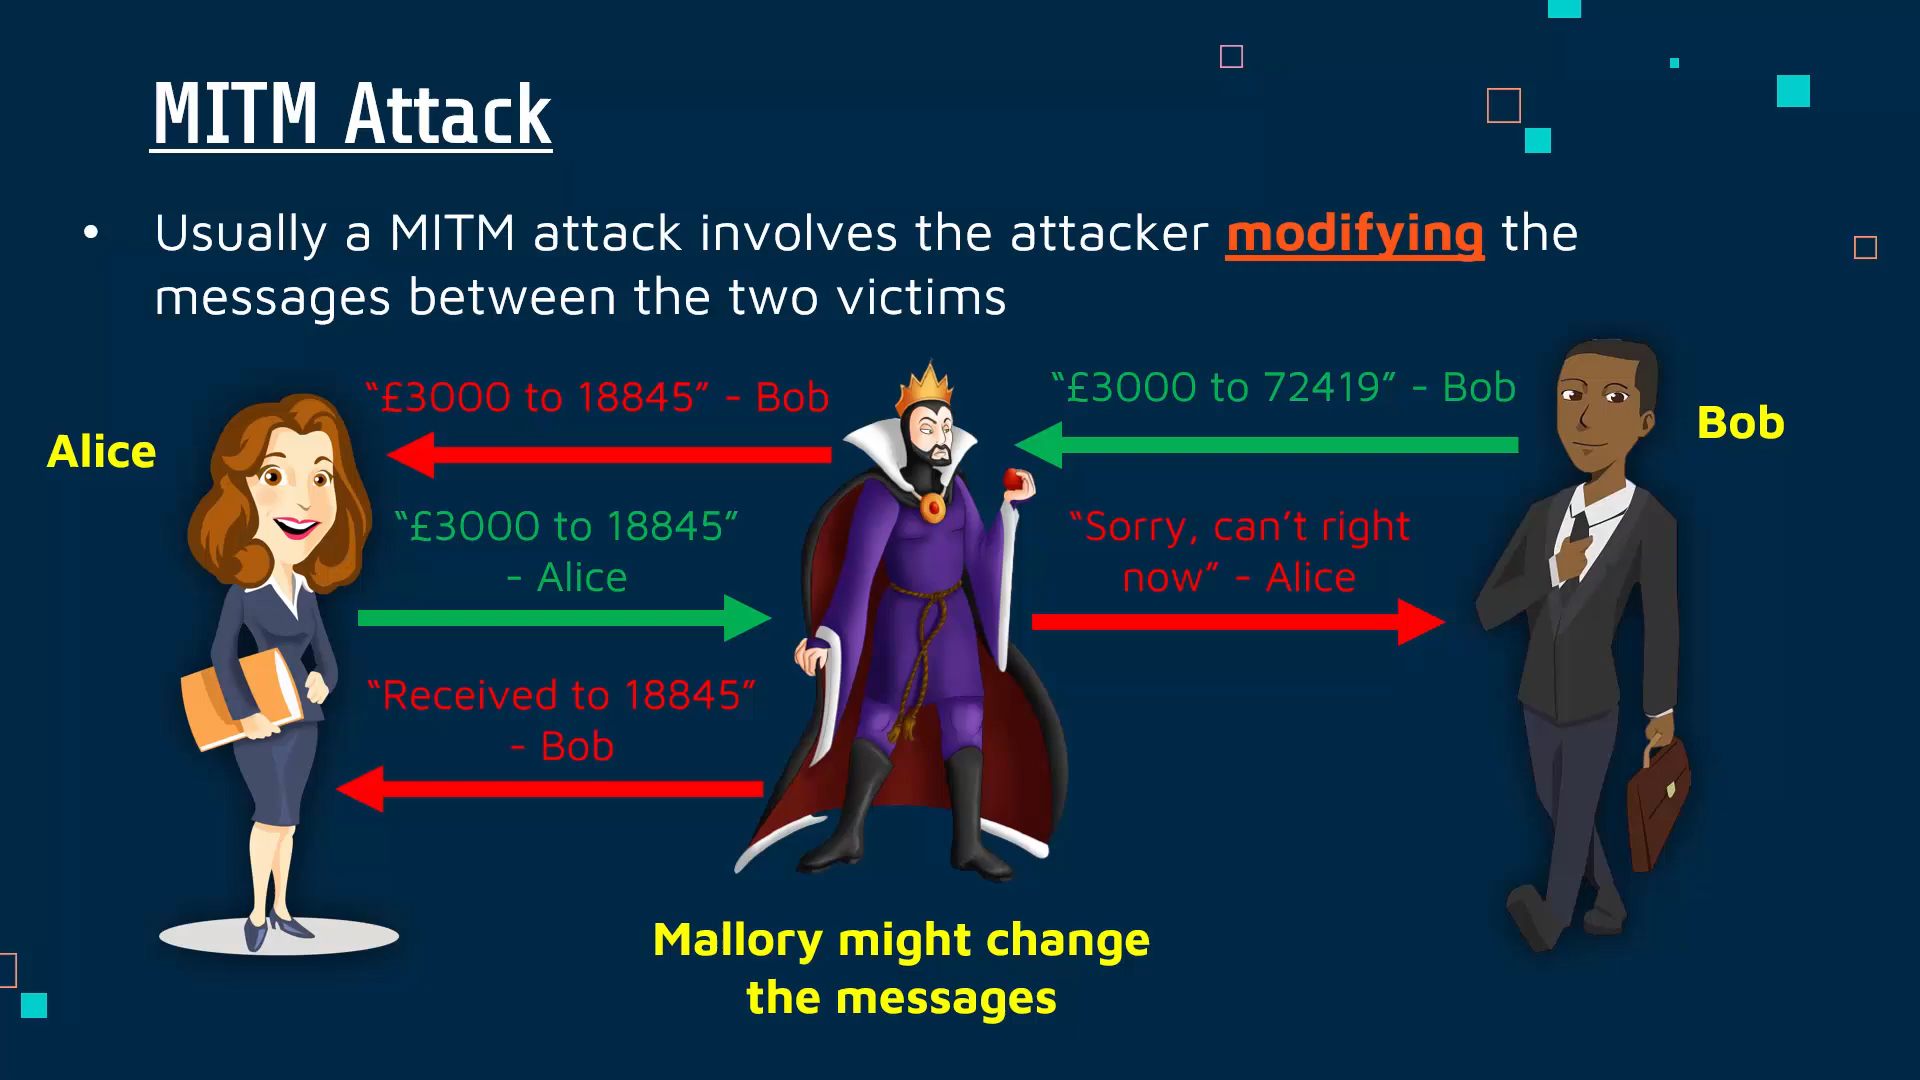 MITM Attack
• Usually a MITM attack involves the attacker modifying the
messages between the two victims
Alice
“£3000 to 18845” - Bob
“£3000 to 72419” - Bob
Bob
“£3000 to 18845”
- Alice
“Sorry, can’t right
now” - Alice
“Received to 18845”
- Bob
Mallory might change
the messages